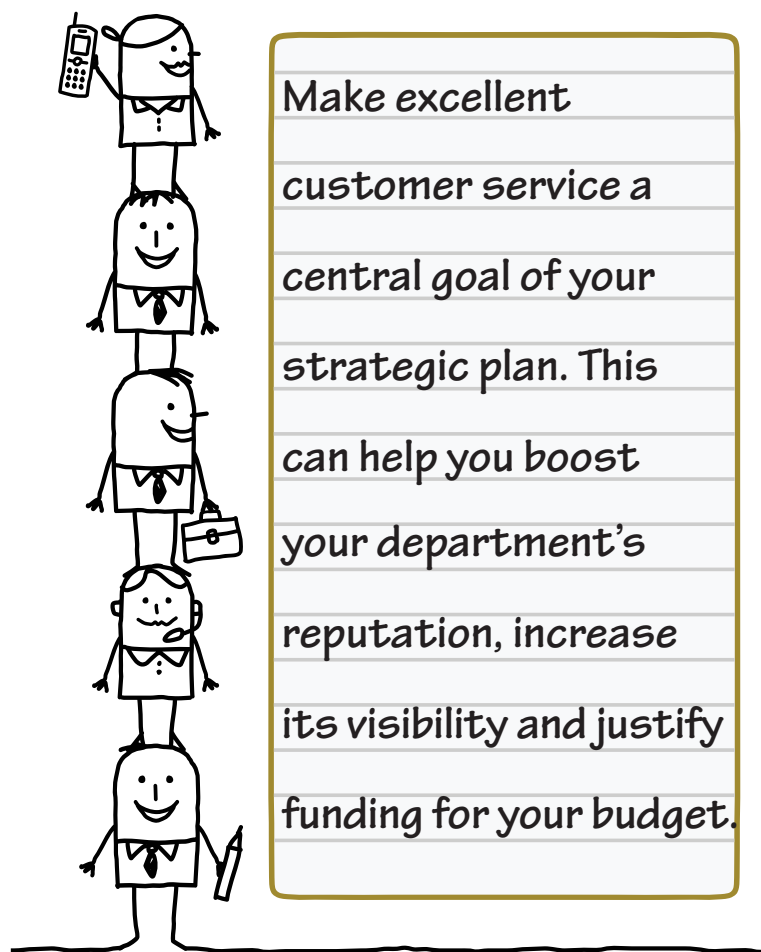 Make excellent
customer service a
central goal of your
strategic plan. This
can help you boost
your department’s
reputation, increase
its visibility and justify
funding for your budget.